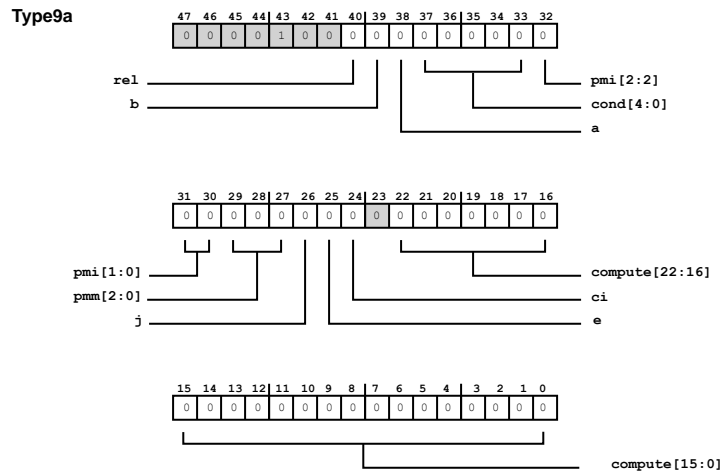 Type9a
47 46 45 44 43 42 41 40 39 38 37 36 35 34 33 32
0 0 0 0 1 0 0 0 0 0 0 0 0 0 0 0
rel
pmi[2:2]
b
cond[4:0]
a
31 30 29 28 27 26 25 24 23 22 21 20 19 18 17 16
0 0 0 0 0 0 0 0 0 0 0 0 0 0 0 0
pmi[1:0]
compute[22:16]
pmm[2:0]
ci
j
e
15 14 13 12 11 10 9 8 7 6 5 4 3 2 1 0
0 0 0 0 0 0 0 0 0 0 0 0 0 0 0 0
compute[15:0]